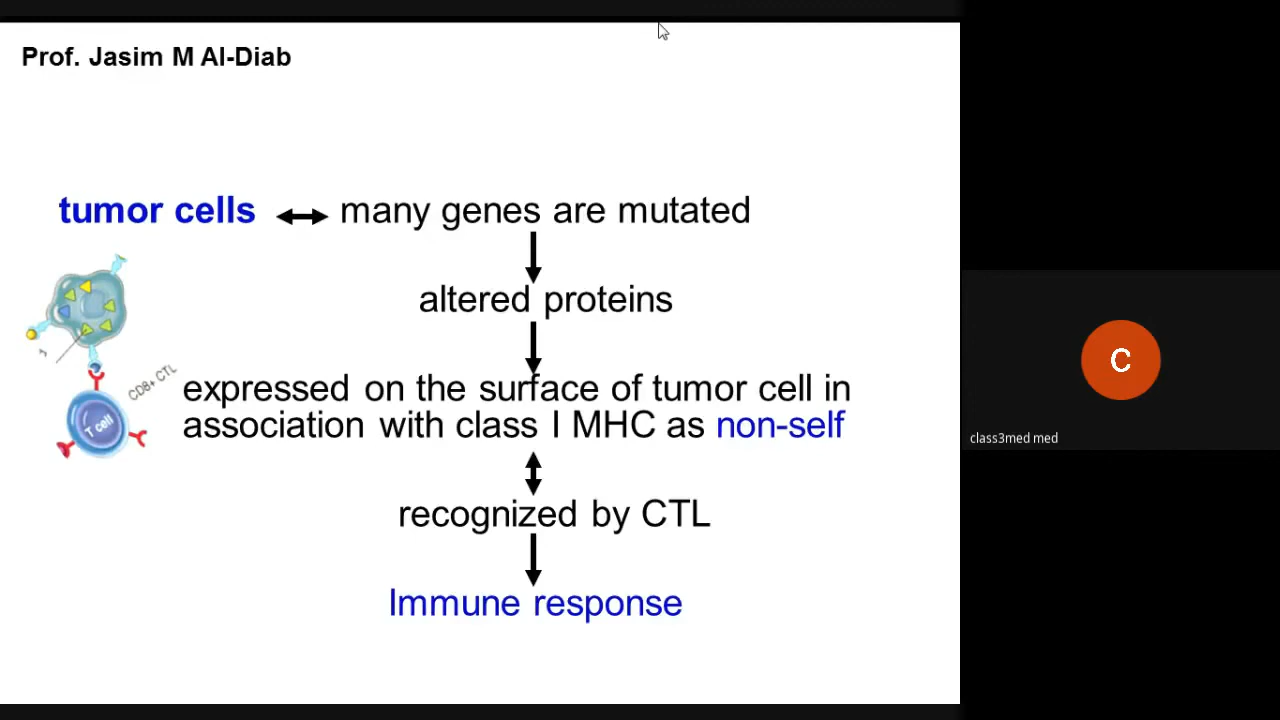 Prof. Jasim M Al-Diab
tumor cells
many genes are mutated
altered proteins
expressed on the surface of tumor cell in
association with class I MHC as non-self
CD8+ CTL
T cell
recognized by CTL
Immune response
C
class3med med